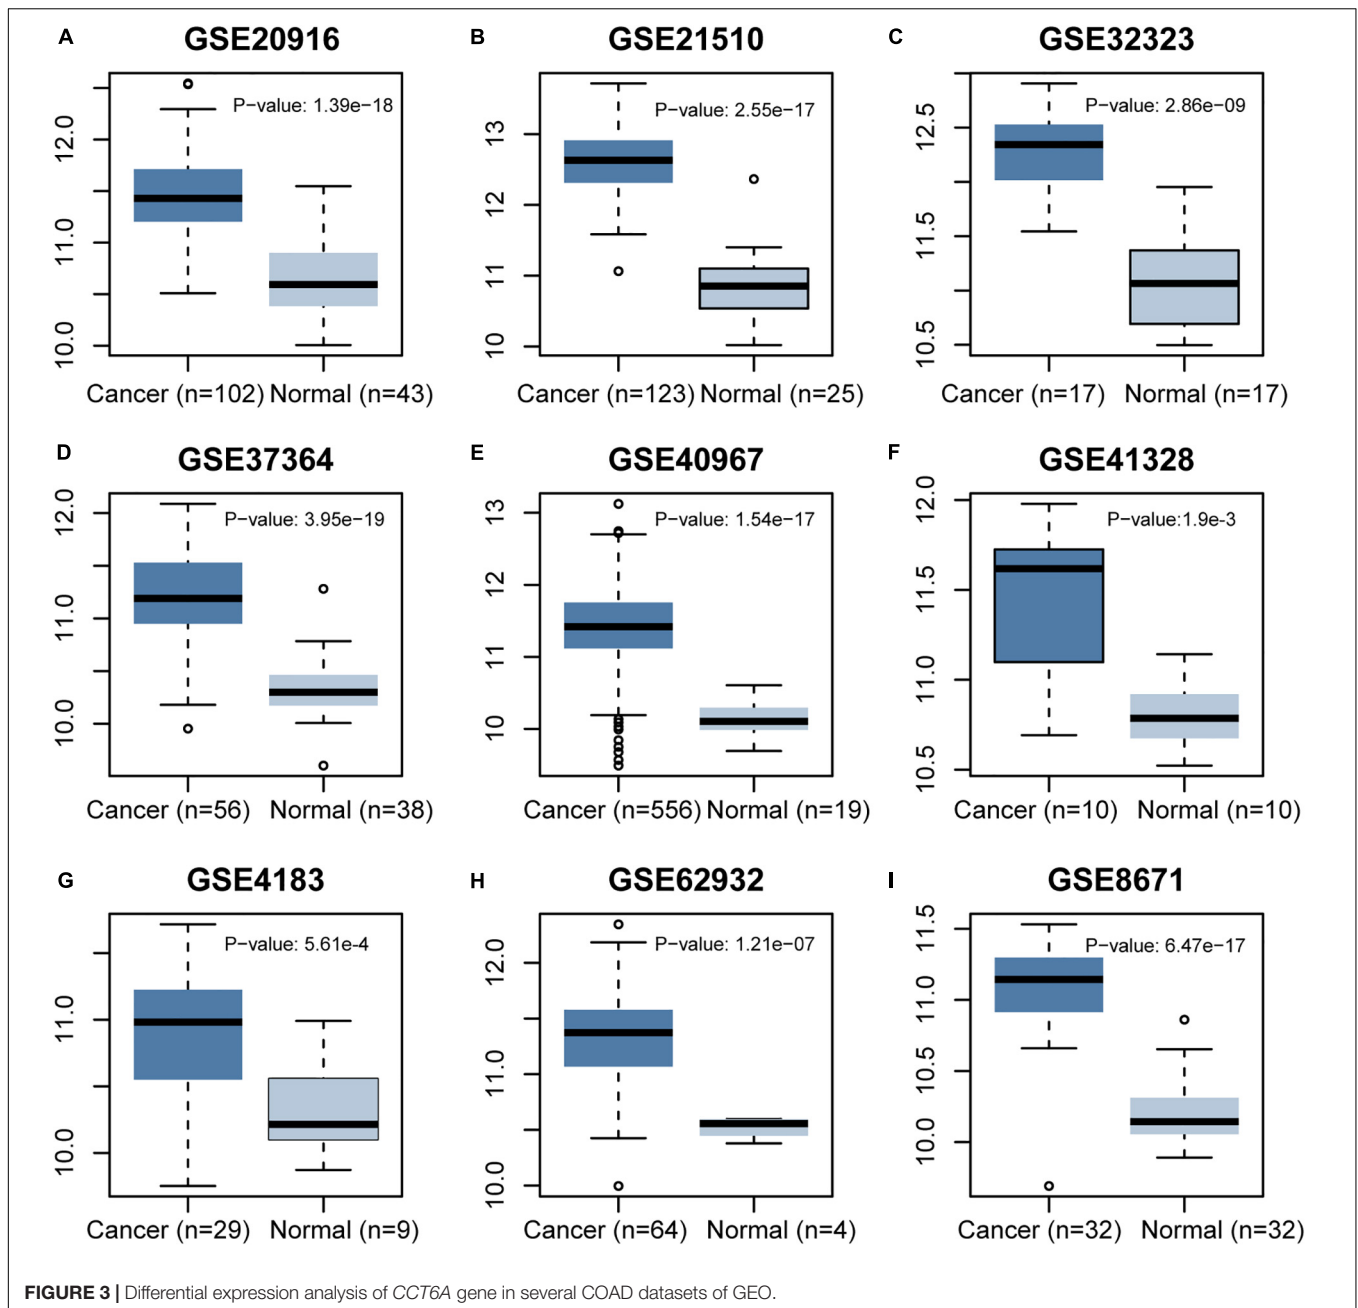 A GSE20916
P−value: 1.39e−18
12.0
11.0
10.0
Cancer (n=102) Normal (n=43)
B GSE21510
P−value: 2.55e−17
13
12
11
10
Cancer (n=123) Normal (n=25)
C GSE32323
P−value: 2.86e−09
12.5
11.5
10.5
Cancer (n=17) Normal (n=17)
D GSE37364
P−value: 3.95e−19
12.0
11.0
10.0
Cancer (n=56) Normal (n=38)
E GSE40967
P−value: 1.54e−17
13
12
11
10
Cancer (n=556) Normal (n=19)
F GSE41328
P−value:1.9e-3
12.0
11.5
11.0
10.5
Cancer (n=10) Normal (n=10)
G GSE4183
P−value: 5.61e-4
11.0
10.0
Cancer (n=29) Normal (n=9)
H GSE62932
P−value: 1.21e−07
12.0
11.0
10.0
Cancer (n=64) Normal (n=4)
I GSE8671
P−value: 6.47e−17
11.5
11.0
10.5
10.0
Cancer (n=32) Normal (n=32)
FIGURE 3 | Differential expression analysis of CCT6A gene in several COAD datasets of GEO.